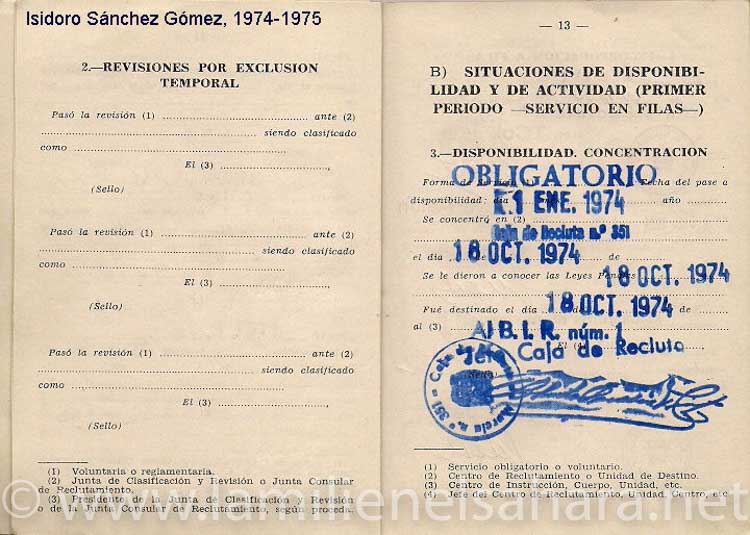 Isidoro Sánchez Gómez, 1974-1975
2.—REVISIONES POR EXCLUSION
TEMPORAL
Pasó la revisión (1) ........ ante (2)
........ siendo clasificado
como ........
El (3) ........
(Sello)
Pasó la revisión (1) ........ ante (2)
........ siendo clasificado
como ........
El (3) ........
(Sello)
Pasó la revisión (1) ........ ante (2)
........ siendo clasificado
como ........
El (3) ........
(Sello)
(1) Voluntaria o reglamentaria.
(2) Junta de Clasificación y Revisión o Junta Consular
de Reclutamiento.
(3) Presidente de la Junta de Clasificación y Revisión
o de la Junta Consular de Reclutamiento, según proceda.
— 13 —
B) SITUACIONES DE DISPONIBI-
LIDAD Y DE ACTIVIDAD (PRIMER
PERIODO —SERVICIO EN FILAS—)
3.—DISPONIBILIDAD. CONCENTRACION
OBLIGATORIO
Forma de Servicio (1) Fecha del pase a
disponibilidad: día 1 ENE. 1974 año ........
Se concentró en (2) ........
Caja de Recluta n.º 351
el día 18 OCT. 1974 de ........
Se le dieron a conocer las Leyes Penales 18 OCT. 1974
Fué destinado el día 18 OCT. 1974 de ........
al (3) Al B. I. R. núm. 1
El (4)
Jefe Caja de Recluta
Caja de Recluta Murcia n.º 351
(1) Servicio obligatorio o voluntario.
(2) Centro de Reclutamiento o Unidad de Destino.
(3) Centro de Instrucción, Cuerpo, Unidad, etc.
(4) Jefe del Centro de Reclutamiento, Unidad, Centro, etc
© www.lamilienelsahara.net